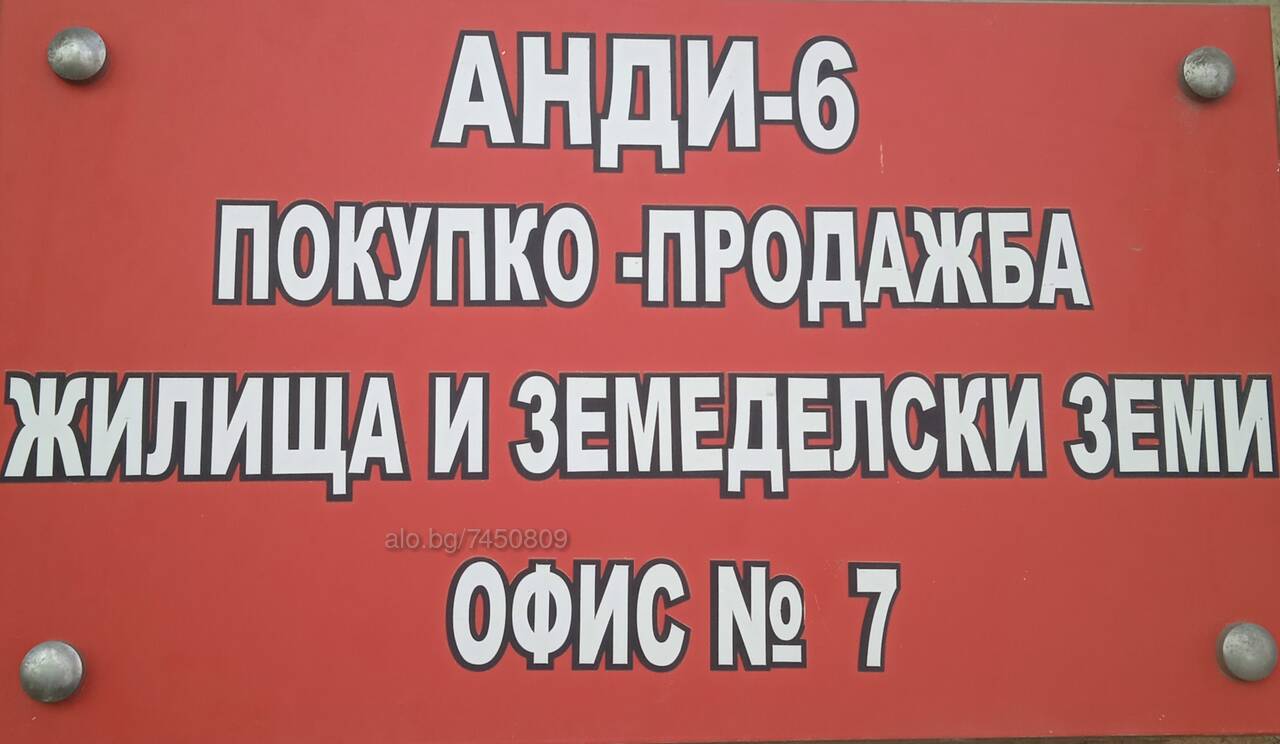 АНДИ-6
ПОКУПКО -ПРОДАЖБА
ЖИЛИЩА И ЗЕМЕДЕЛСКИ ЗЕМИ
alo.bg/7450809
ОФИС № 7